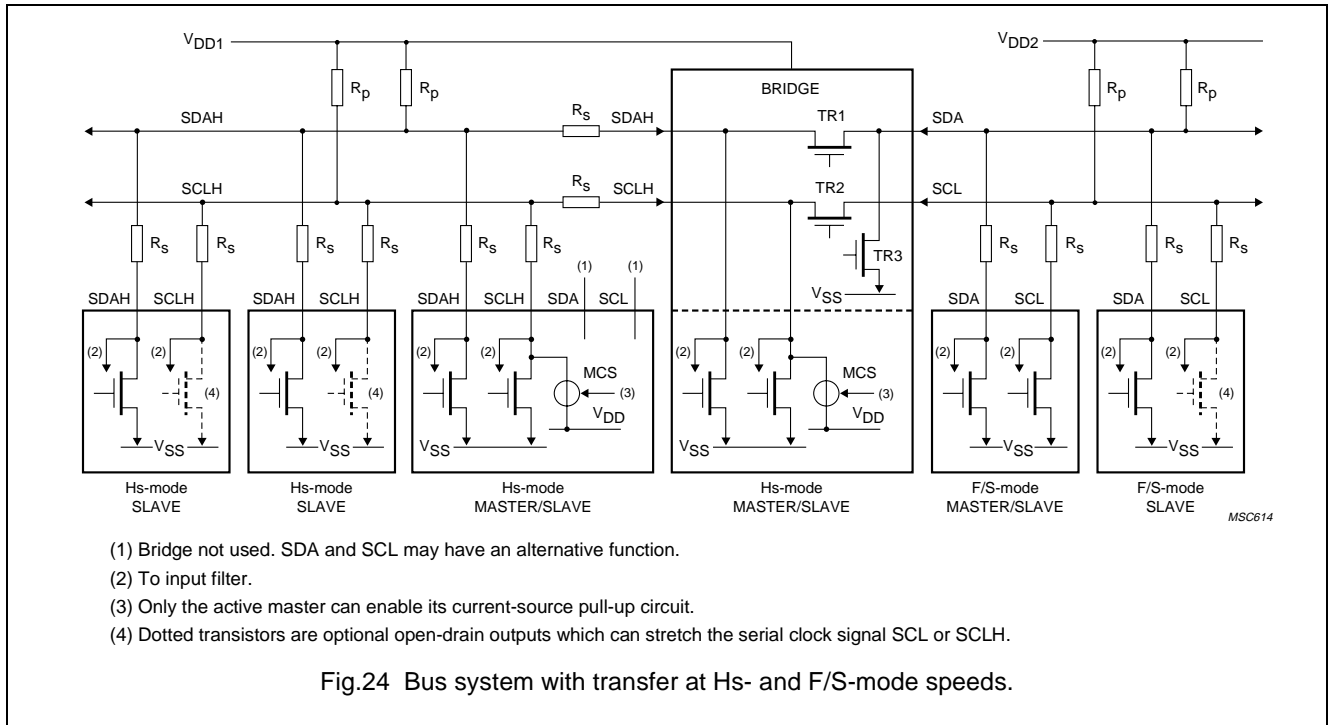 VDD1
VDD2
BRIDGE
Rp Rp Rp Rp
SDAH Rs SDAH TR1 SDA
SCLH Rs SCLH TR2 SCL
Rs Rs Rs Rs Rs Rs TR3 Rs Rs Rs Rs
(1) (1)
VSS
SDAH SCLH SDAH SCLH SDAH SCLH SDA SCL SDA SCL SDA SCL
(2) (2) (2) (2) (2) (2) (2) (2) (2) (2) (2) (2)
MCS MCS
(4) (4) (3) (3) (4)
VDD VDD
VSS VSS VSS VSS VSS VSS
Hs-mode Hs-mode Hs-mode Hs-mode F/S-mode F/S-mode
SLAVE SLAVE MASTER/SLAVE MASTER/SLAVE MASTER/SLAVE SLAVE
MSC614
(1) Bridge not used. SDA and SCL may have an alternative function.
(2) To input filter.
(3) Only the active master can enable its current-source pull-up circuit.
(4) Dotted transistors are optional open-drain outputs which can stretch the serial clock signal SCL or SCLH.
Fig.24 Bus system with transfer at Hs- and F/S-mode speeds.